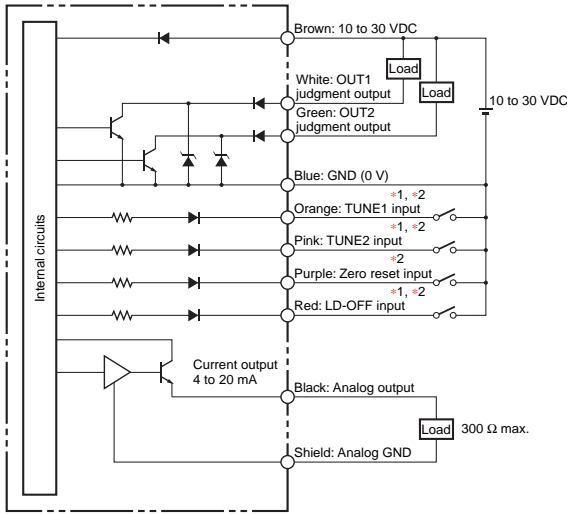 Brown: 10 to 30 VDC
Load
White: OUT1
judgment output
Load
10 to 30 VDC
Green: OUT2
judgment output
Blue: GND (0 V)
*1, *2
Orange: TUNE1 input
*1, *2
Pink: TUNE2 input
*2
Purple: Zero reset input
*1, *2
Red: LD-OFF input
Internal circuits
Current output
4 to 20 mA
Black: Analog output
Load
300 Ω max.
Shield: Analog GND